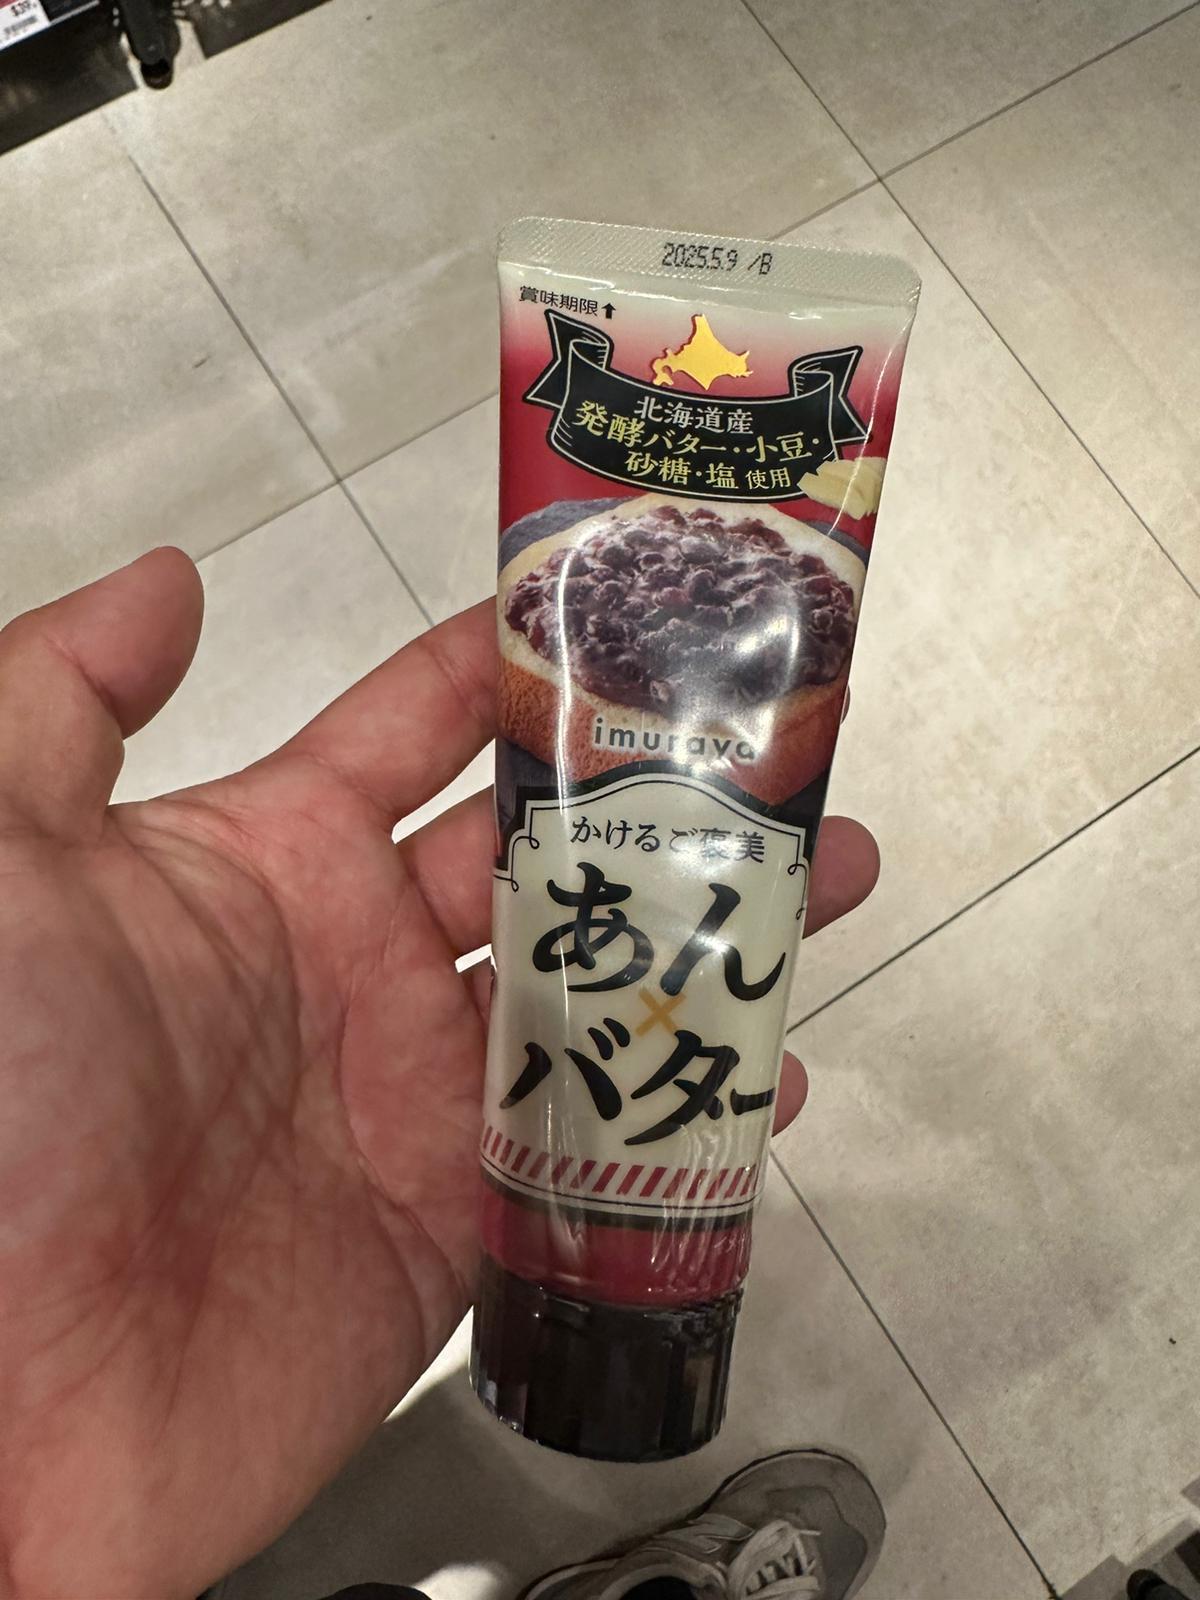 2025.5.9 /B
賞味期限↑
北海道産
発酵バター・小豆・
砂糖・塩 使用
imuraya
かけるご褒美
あん
×
バター